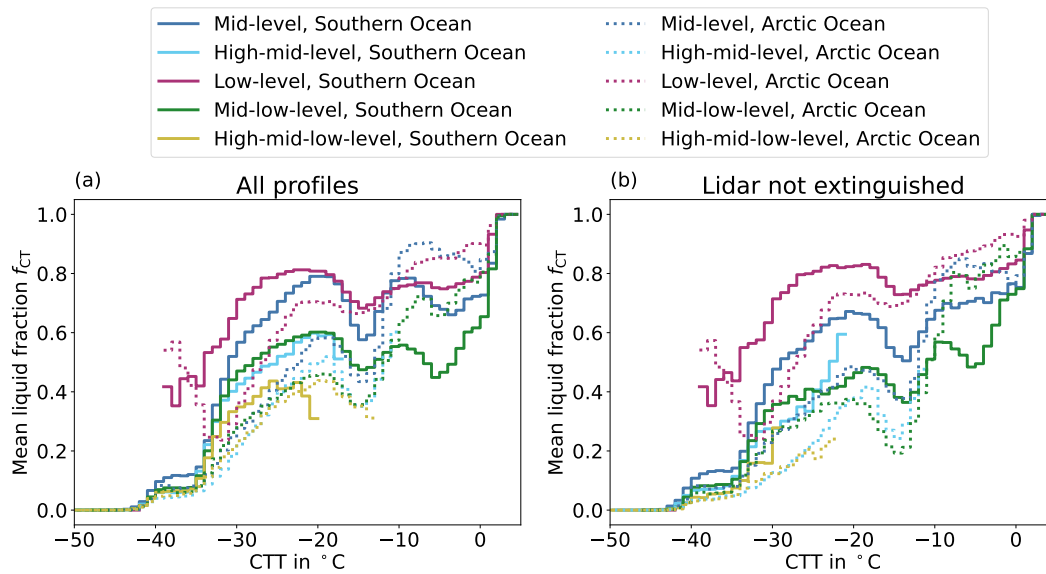 Mid-level, Southern Ocean
High-mid-level, Southern Ocean
Low-level, Southern Ocean
Mid-low-level, Southern Ocean
High-mid-low-level, Southern Ocean
Mid-level, Arctic Ocean
High-mid-level, Arctic Ocean
Low-level, Arctic Ocean
Mid-low-level, Arctic Ocean
High-mid-low-level, Arctic Ocean
(a)
All profiles
Mean liquid fraction f_CT
1.0
0.8
0.6
0.4
0.2
0.0
−50 −40 −30 −20 −10 0
CTT in °C
(b)
Lidar not extinguished
Mean liquid fraction f_CT
1.0
0.8
0.6
0.4
0.2
0.0
−50 −40 −30 −20 −10 0
CTT in °C